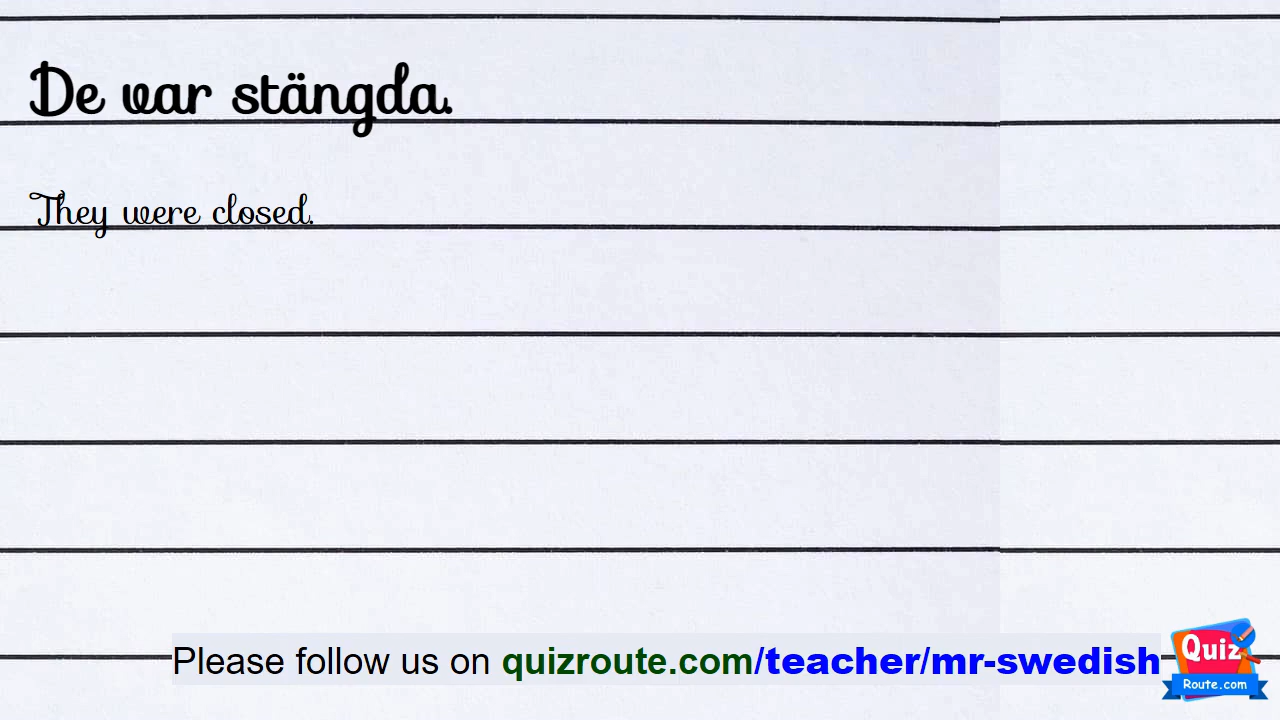 De var stängda.
They were closed.
Please follow us on quizroute.com/teacher/mr-swedish
Quiz
Route.com